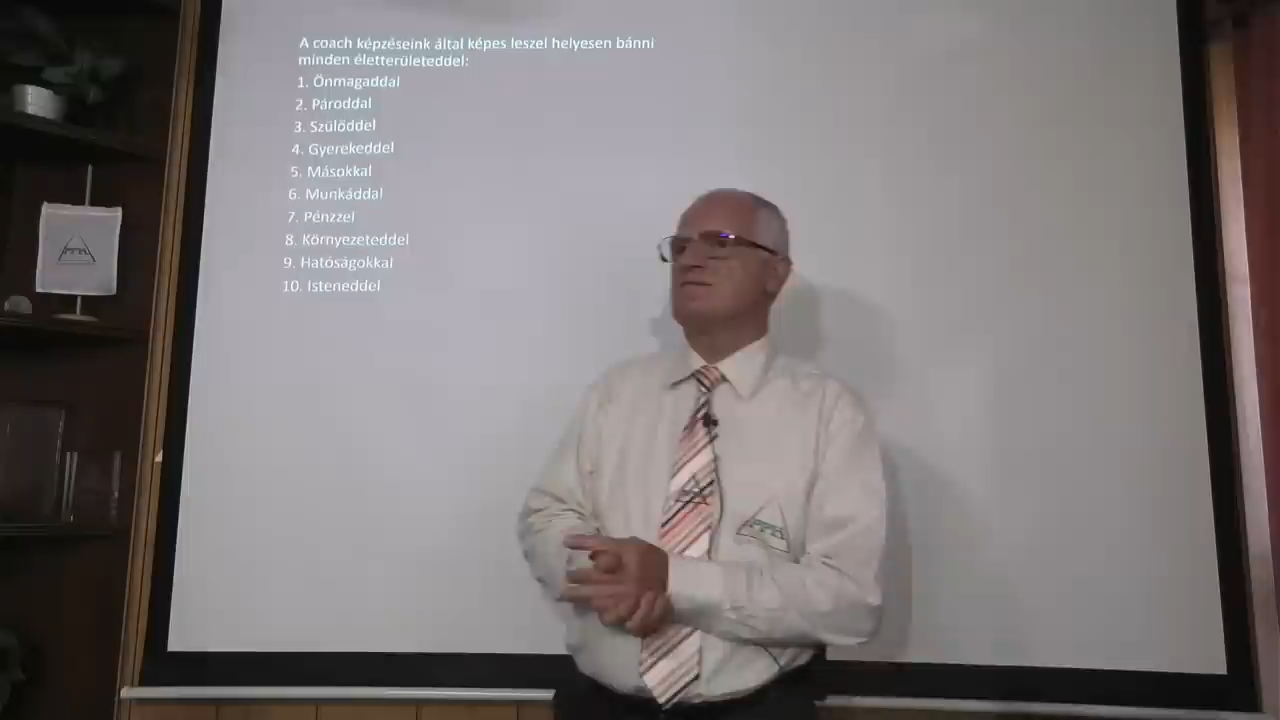 A coach képzéseink által képes leszel helyesen bánni
minden életterületeddel:
1. Önmagaddal
2. Pároddal
3. Szülőddel
4. Gyerekeddel
5. Másokkal
6. Munkáddal
7. Pénzzel
8. Környezeteddel
9. Hatóságokkal
10. Isteneddel